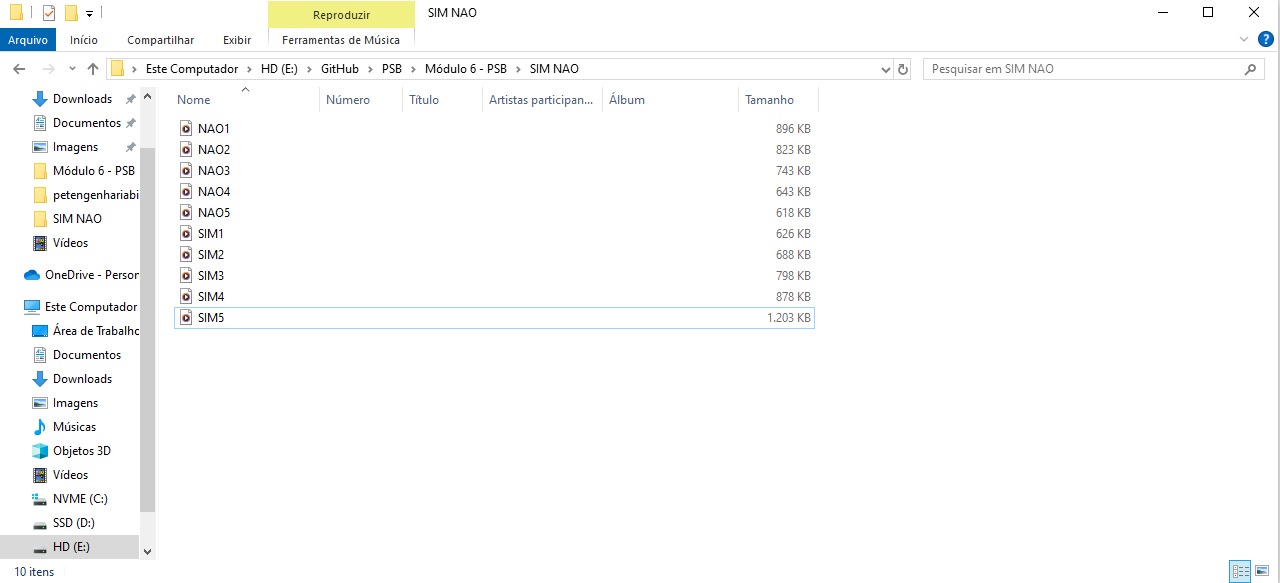 Reproduzir SIM NAO
Arquivo Início Compartilhar Exibir Ferramentas de Música
Este Computador HD (E:) GitHub PSB Módulo 6 - PSB SIM NAO Pesquisar em SIM NAO
Nome Número Título Artistas participan... Álbum Tamanho
Downloads
Documentos
Imagens
Módulo 6 - PSB
petengenhariabi
SIM NAO
Vídeos
OneDrive - Person
Este Computador
Área de Trabalho
Documentos
Downloads
Imagens
Músicas
Objetos 3D
Vídeos
NVME (C:)
SSD (D:)
HD (E:)
NAO1 896 KB
NAO2 823 KB
NAO3 743 KB
NAO4 643 KB
NAO5 618 KB
SIM1 626 KB
SIM2 688 KB
SIM3 798 KB
SIM4 878 KB
SIM5 1.203 KB
10 itens